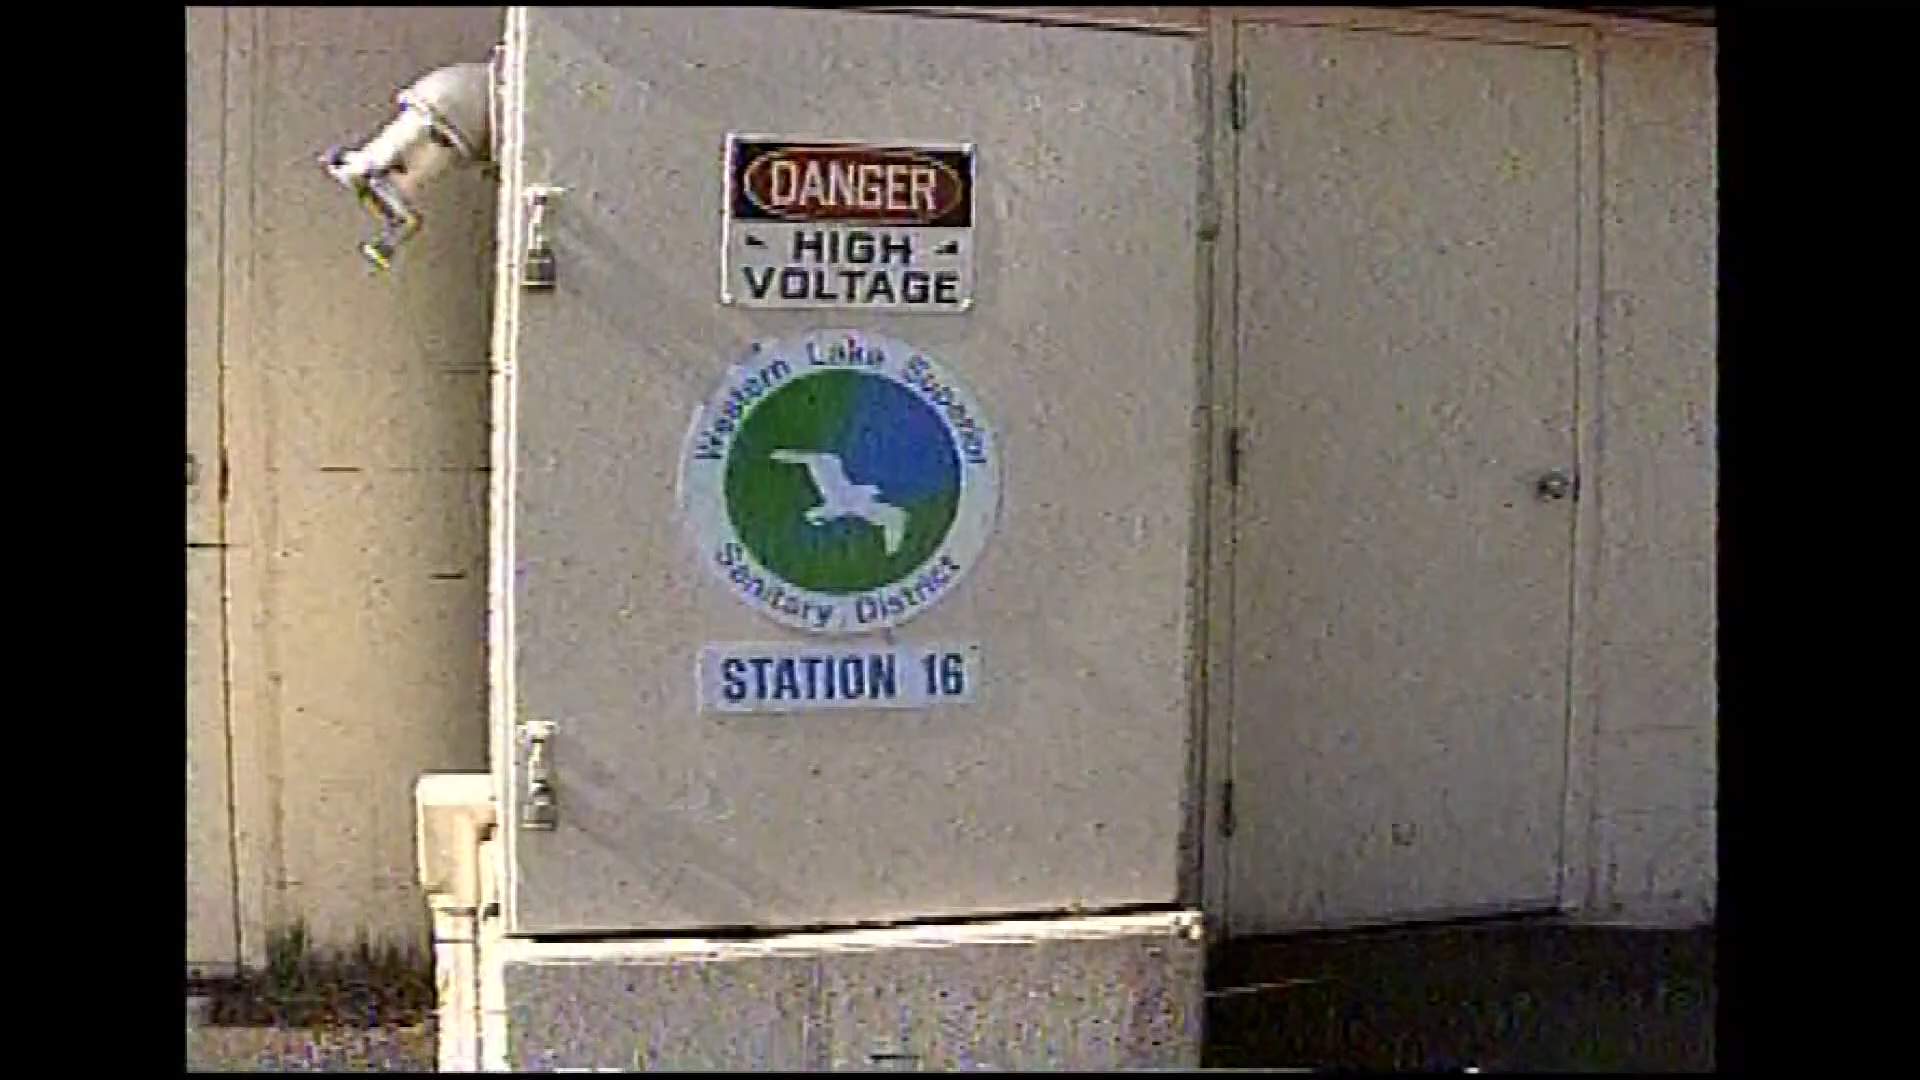 DANGER
HIGH
VOLTAGE
Western Lake Superior
Sanitary District
STATION 16